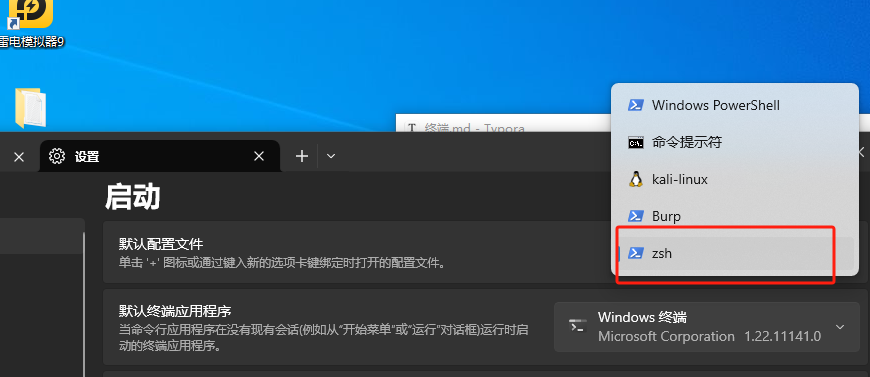 雷电模拟器9
Windows PowerShell
终端.md - Typora
命令提示符
设置
kali-linux
启动
Burp
默认配置文件
zsh
单击 '+' 图标或通过键入新的选项卡键绑定时打开的配置文件。
默认终端应用程序
Windows 终端
当命令行应用程序在没有现有会话(例如从“开始菜单”或“运行”对话框)运行时启
动的终端应用程序。
Microsoft Corporation 1.22.11141.0